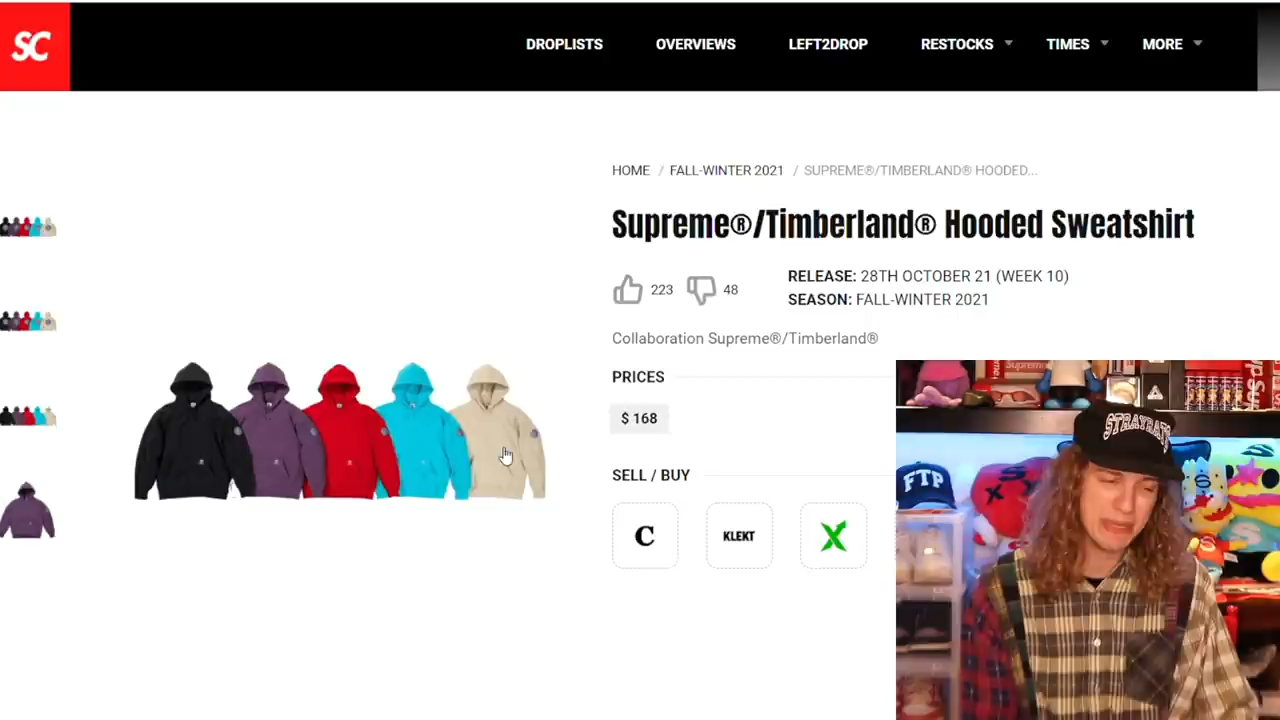 SC
DROPLISTS OVERVIEWS LEFT2DROP RESTOCKS TIMES MORE
HOME / FALL-WINTER 2021 / SUPREME®/TIMBERLAND® HOODED...
Supreme®/Timberland® Hooded Sweatshirt
223 48
RELEASE: 28TH OCTOBER 21 (WEEK 10)
SEASON: FALL-WINTER 2021
Collaboration Supreme®/Timberland®
PRICES
$ 168
SELL / BUY
C KLEKT X
Supreme
STRAYRATS
FTP